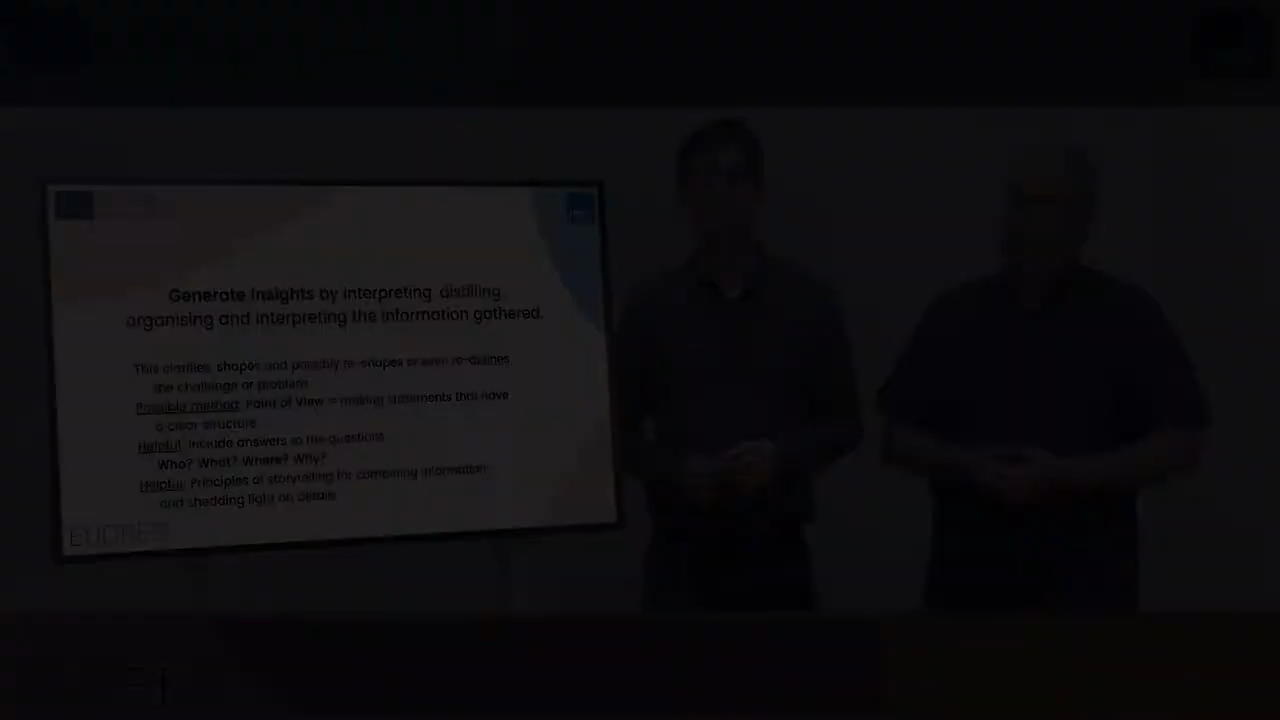 Generate Insights by interpreting, distilling,
organising and interpreting the information gathered.
This clarifies, shapes and possibly re-shapes or even re-defines
the challenge or problem
Possible method: Point of View = making statements that have
a clear structure
Helpful: Include answers to the questions
Who? What? Where? Why?
Helpful: Principles of storytelling for combining information
and shedding light on details